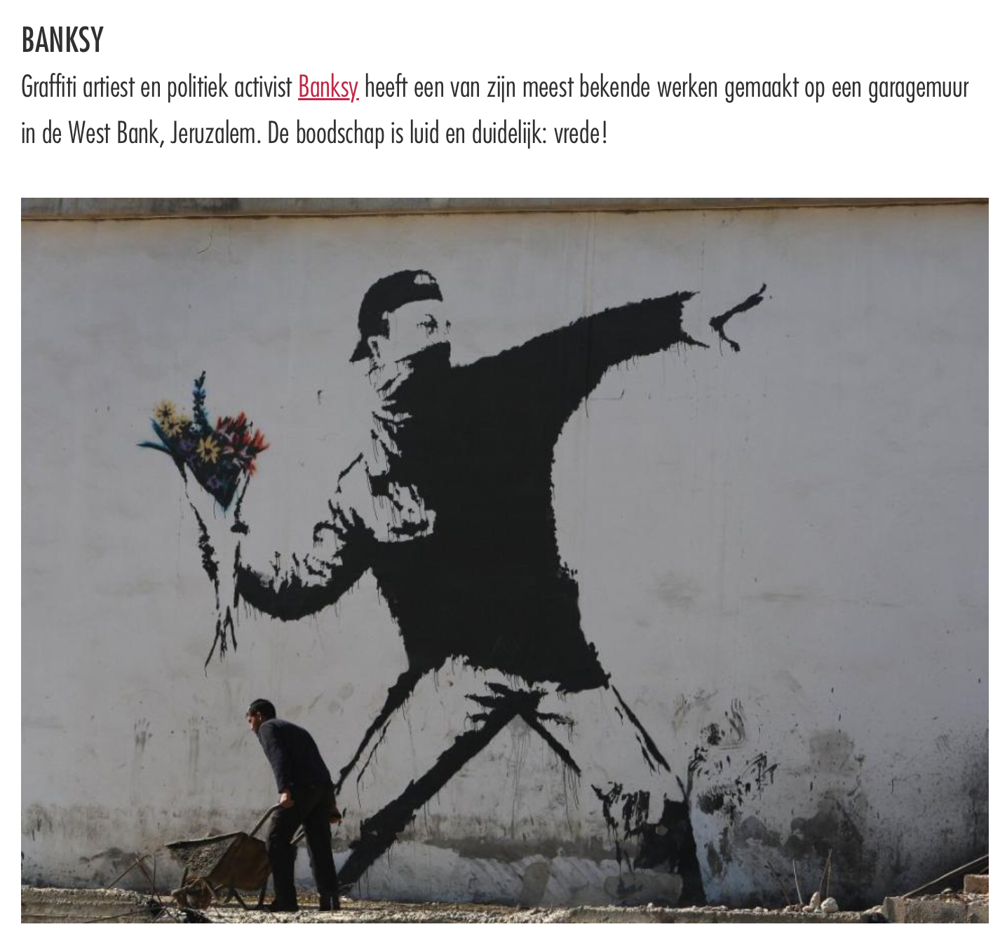 BANKSY
Graffiti artiest en politiek activist Banksy heeft een van zijn meest bekende werken gemaakt op een garagemuur
in de West Bank, Jeruzalem. De boodschap is luid en duidelijk: vrede!